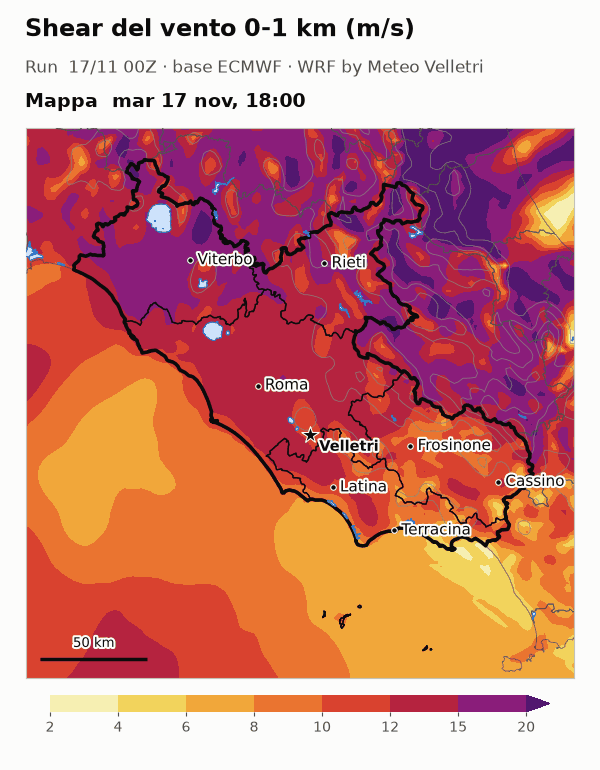 Shear del vento 0-1 km (m/s)
Run  17/11 00Z · base ECMWF · WRF by Meteo Velletri
Mappa  mar 17 nov, 18:00
Viterbo
Rieti
Roma
Velletri
Frosinone
Latina
Cassino
Terracina
50 km
2 4 6 8 10 12 15 20